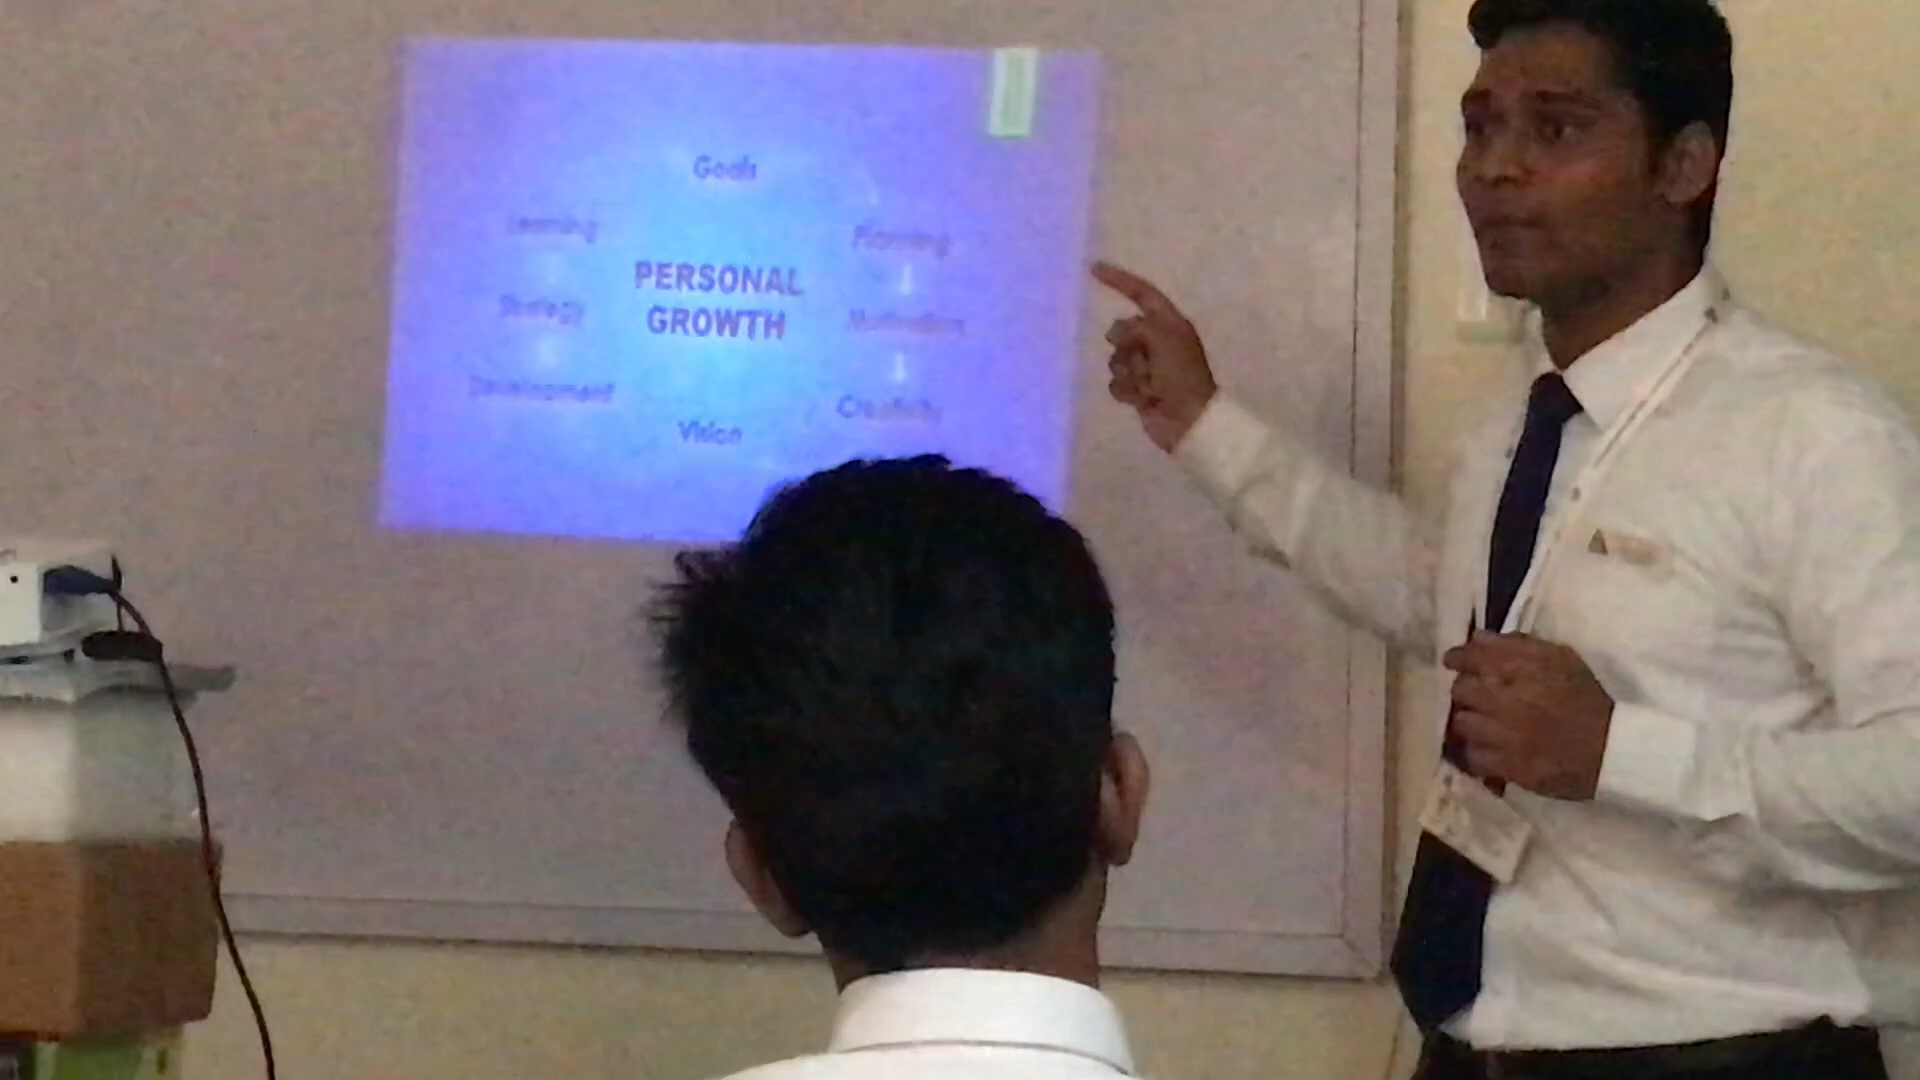 Goals
Learning
Planning
PERSONAL
GROWTH
Strategy
Motivation
Development
Creativity
Vision